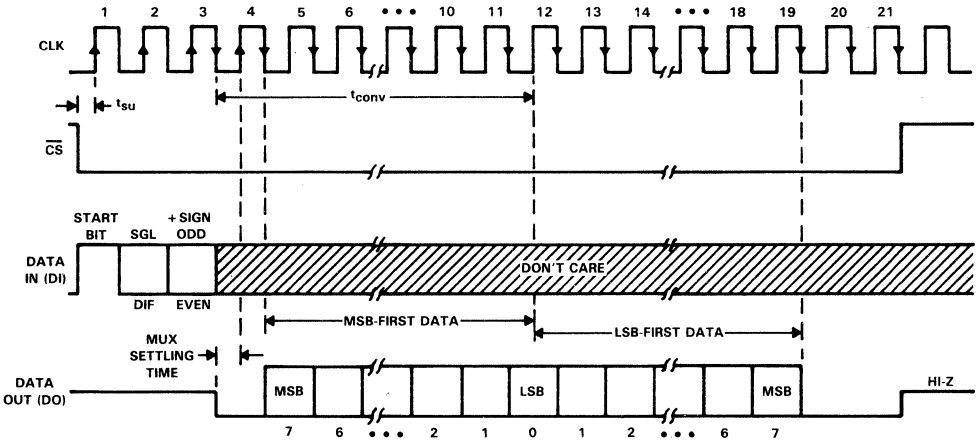 1 2 3 4 5 6 • • • 10 11 12 13 14 • • • 18 19 20 21
CLK
tsu
tconv
CS
START BIT
SGL
+ SIGN ODD
DATA IN (DI)
DON'T CARE
DIF
EVEN
MSB-FIRST DATA
LSB-FIRST DATA
MUX SETTLING TIME
DATA OUT (DO)
MSB
LSB
MSB
HI-Z
7 6 • • • 2 1 0 1 2 • • • 6 7